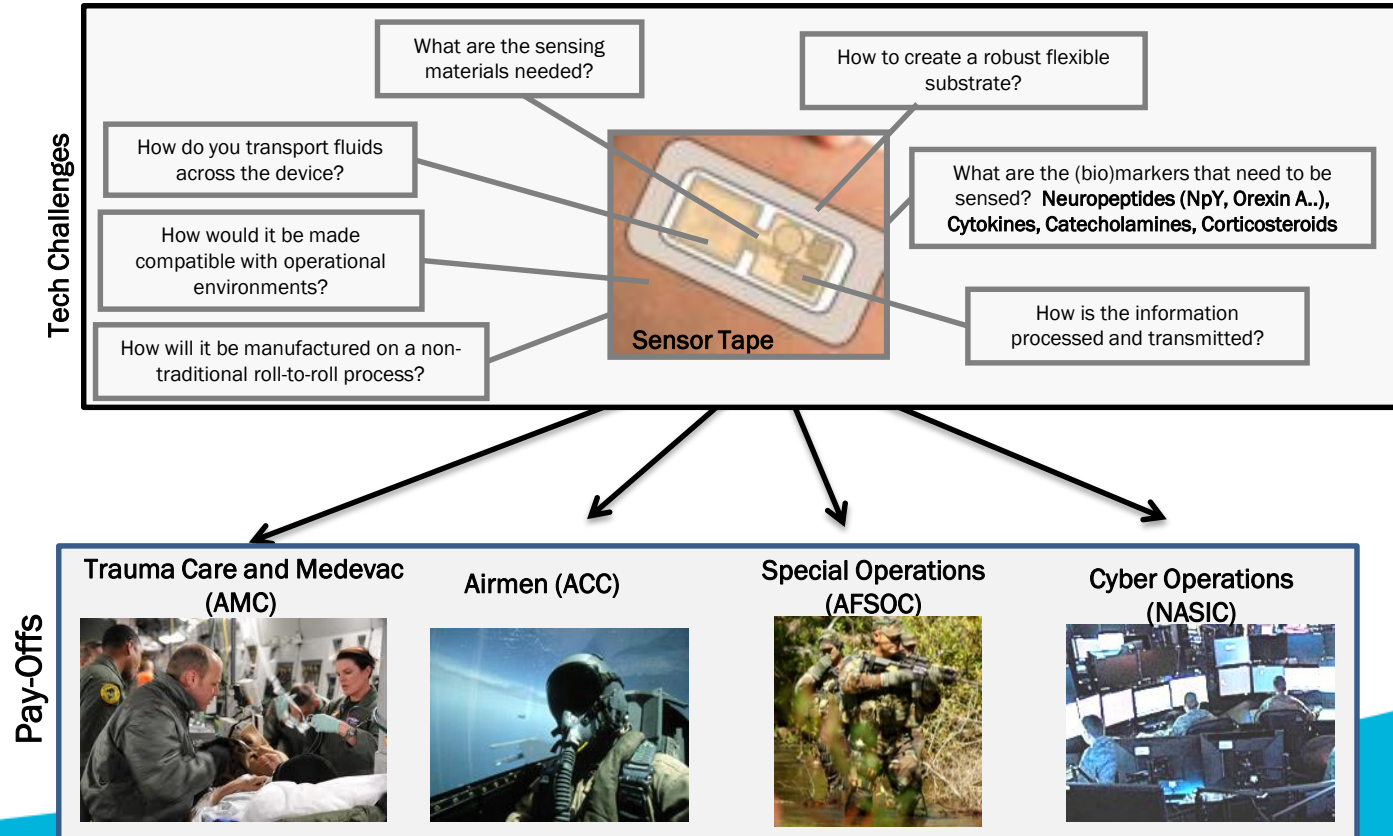 Tech Challenges
What are the sensing
materials needed?
How to create a robust flexible
substrate?
How do you transport fluids
across the device?
What are the (bio)markers that need to be
sensed? Neuropeptides (NpY, Orexin A..),
Cytokines, Catecholamines, Corticosteroids
How would it be made
compatible with operational
environments?
How is the information
processed and transmitted?
How will it be manufactured on a non-
traditional roll-to-roll process?
Sensor Tape
Pay-Offs
Trauma Care and Medevac
(AMC)
Airmen (ACC)
Special Operations
(AFSOC)
Cyber Operations
(NASIC)